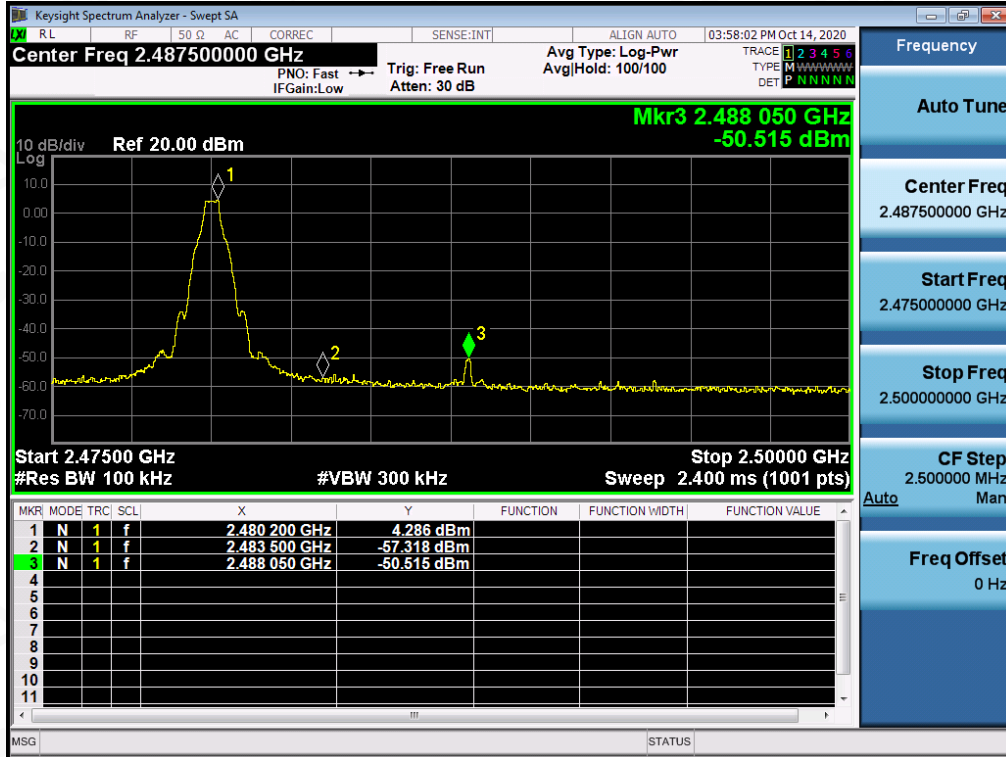 Keysight Spectrum Analyzer - Swept SA
LXI RL RF 50 Ω AC CORREC SENSE:INT ALIGN AUTO 03:58:02 PM Oct 14, 2020
Center Freq 2.487500000 GHz
PNO: Fast
IFGain:Low
Trig: Free Run
Atten: 30 dB
Avg Type: Log-Pwr
Avg|Hold: 100/100
TRACE 1 2 3 4 5 6
TYPE M WWWWW
DET P N N N N N
Mkr3 2.488 050 GHz
-50.515 dBm
10 dB/div Ref 20.00 dBm
Log
10.0
0.00
-10.0
-20.0
-30.0
-40.0
-50.0
-60.0
-70.0
1
2
3
Start 2.47500 GHz Stop 2.50000 GHz
#Res BW 100 kHz #VBW 300 kHz Sweep 2.400 ms (1001 pts)
MKR MODE TRC SCL X Y FUNCTION FUNCTION WIDTH FUNCTION VALUE
1 N 1 f 2.480 200 GHz 4.286 dBm
2 N 1 f 2.483 500 GHz -57.318 dBm
3 N 1 f 2.488 050 GHz -50.515 dBm
4
5
6
7
8
9
10
11
MSG STATUS
Frequency
Auto Tune
Center Freq
2.487500000 GHz
Start Freq
2.475000000 GHz
Stop Freq
2.500000000 GHz
CF Step
2.500000 MHz
Auto Man
Freq Offset
0 Hz